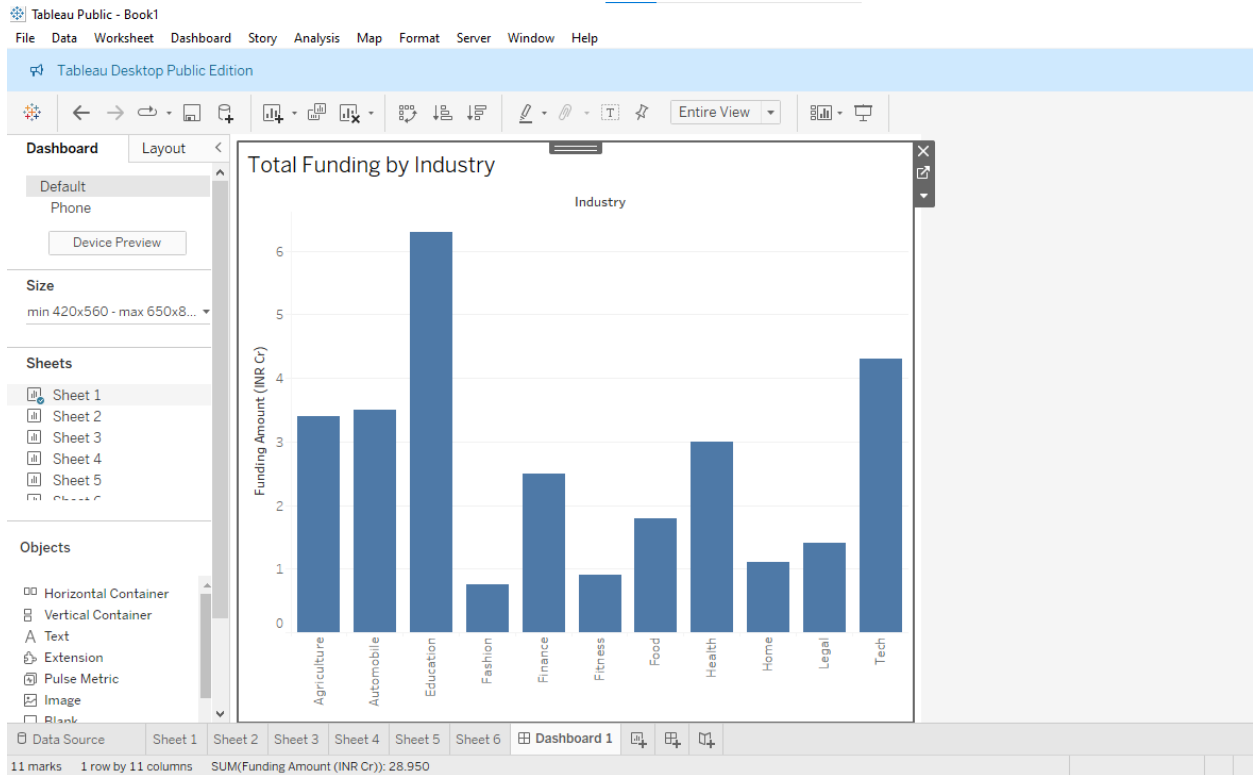 Tableau Public - Book1
File Data Worksheet Dashboard Story Analysis Map Format Server Window Help
Tableau Desktop Public Edition
T Entire View
Dashboard Layout
Default
Phone
Device Preview
Size
min 420x560 - max 650x8...
Sheets
Sheet 1
Sheet 2
Sheet 3
Sheet 4
Sheet 5
Objects
Horizontal Container
Vertical Container
A Text
Extension
Pulse Metric
Image
Blank
Total Funding by Industry
Industry
Funding Amount (INR Cr)
6
5
4
3
2
1
0
Agriculture
Automobile
Education
Fashion
Finance
Fitness
Food
Health
Home
Legal
Tech
Data Source Sheet 1 Sheet 2 Sheet 3 Sheet 4 Sheet 5 Sheet 6 Dashboard 1
11 marks 1 row by 11 columns SUM(Funding Amount (INR Cr)): 28.950